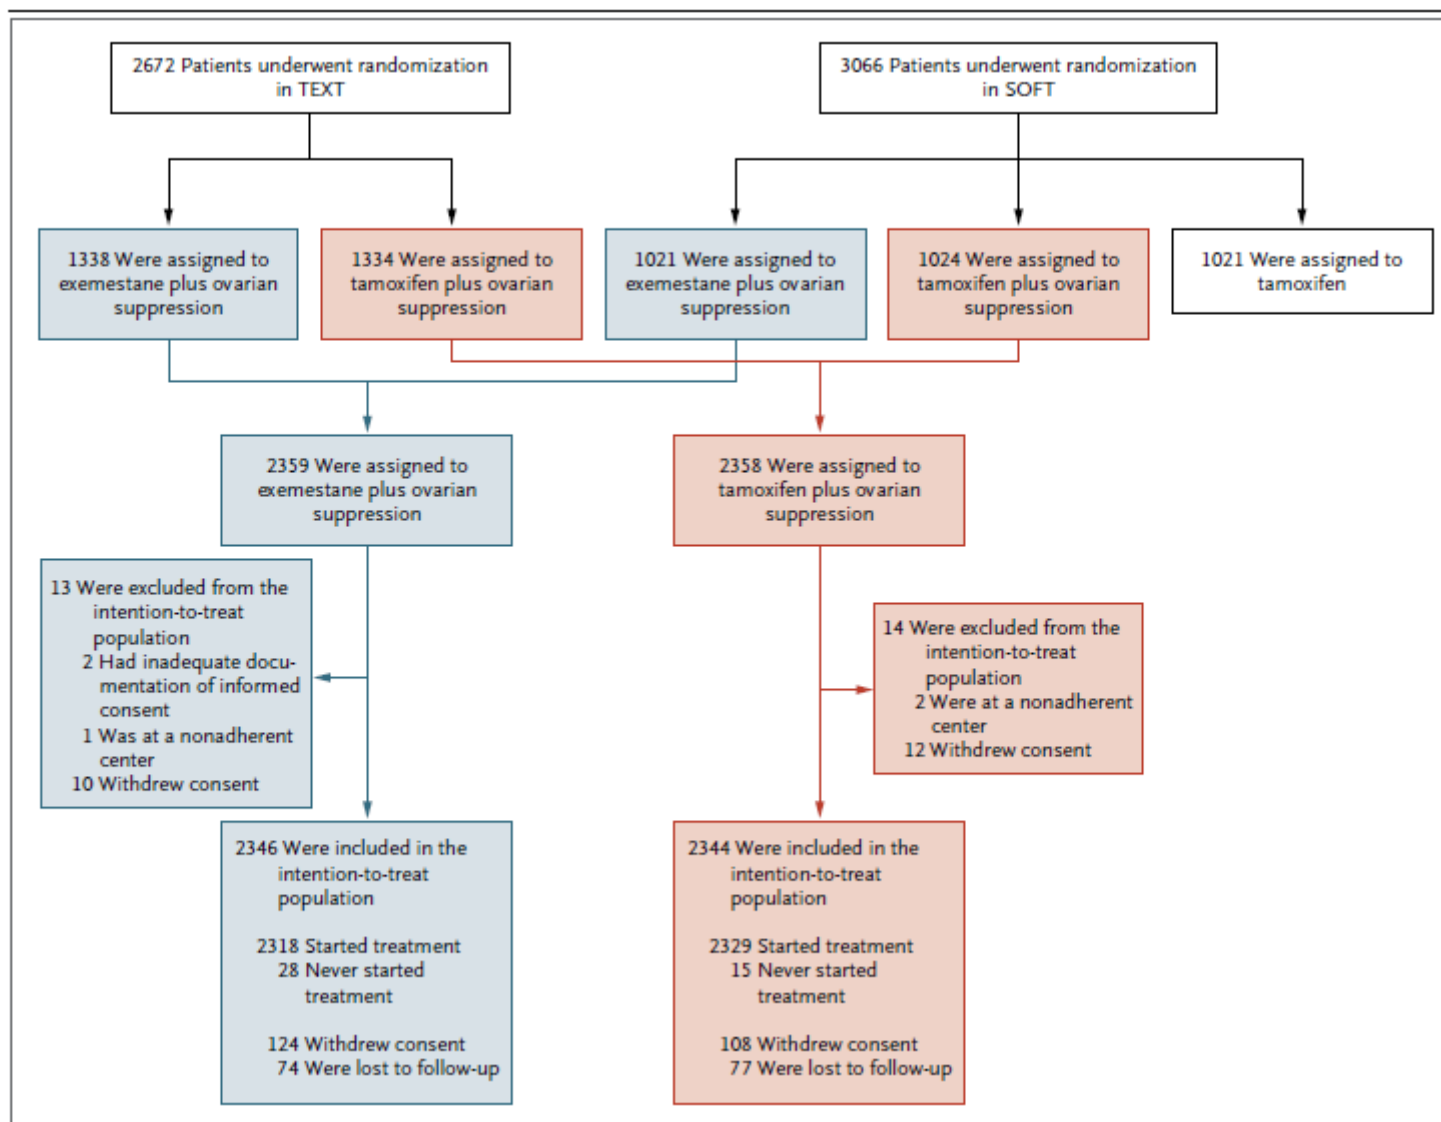 2672 Patients underwent randomization
in TEXT
3066 Patients underwent randomization
in SOFT
1338 Were assigned to
exemestane plus ovarian
suppression
1334 Were assigned to
tamoxifen plus ovarian
suppression
1021 Were assigned to
exemestane plus ovarian
suppression
1024 Were assigned to
tamoxifen plus ovarian
suppression
1021 Were assigned to
tamoxifen
2359 Were assigned to
exemestane plus ovarian
suppression
2358 Were assigned to
tamoxifen plus ovarian
suppression
13 Were excluded from the
intention-to-treat
population
2 Had inadequate docu-
mentation of informed
consent
1 Was at a nonadherent
center
10 Withdrew consent
14 Were excluded from the
intention-to-treat
population
2 Were at a nonadherent
center
12 Withdrew consent
2346 Were included in the
intention-to-treat
population
2318 Started treatment
28 Never started
treatment
124 Withdrew consent
74 Were lost to follow-up
2344 Were included in the
intention-to-treat
population
2329 Started treatment
15 Never started
treatment
108 Withdrew consent
77 Were lost to follow-up